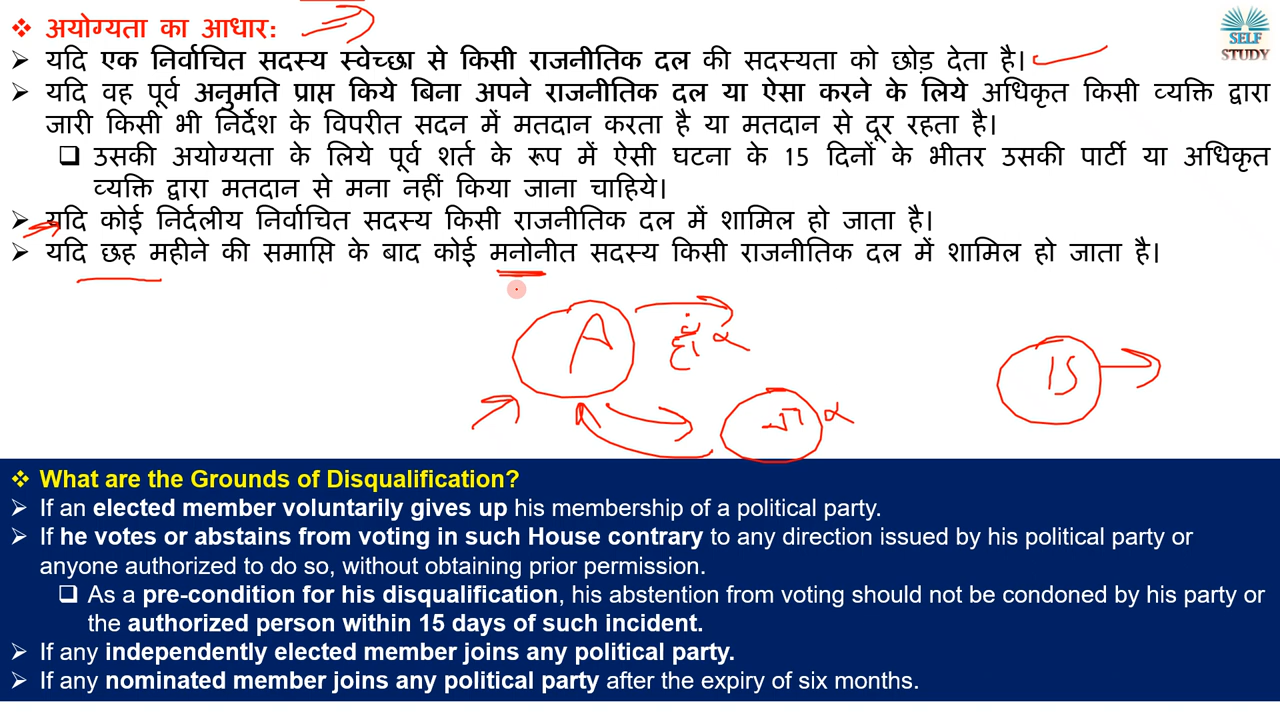 ❖ अयोग्यता का आधार:
➢ यदि एक निर्वाचित सदस्य स्वेच्छा से किसी राजनीतिक दल की सदस्यता को छोड़ देता है।
➢ यदि वह पूर्व अनुमति प्राप्त किये बिना अपने राजनीतिक दल या ऐसा करने के लिये अधिकृत किसी व्यक्ति द्वारा
जारी किसी भी निर्देश के विपरीत सदन में मतदान करता है या मतदान से दूर रहता है।
❑ उसकी अयोग्यता के लिये पूर्व शर्त के रूप में ऐसी घटना के 15 दिनों के भीतर उसकी पार्टी या अधिकृत
व्यक्ति द्वारा मतदान से मना नहीं किया जाना चाहिये।
➢ यदि कोई निर्दलीय निर्वाचित सदस्य किसी राजनीतिक दल में शामिल हो जाता है।
➢ यदि छह महीने की समाप्ति के बाद कोई मनोनीत सदस्य किसी राजनीतिक दल में शामिल हो जाता है।
SELF
STUDY
A
हाँ
15
❖ What are the Grounds of Disqualification?
➢ If an elected member voluntarily gives up his membership of a political party.
➢ If he votes or abstains from voting in such House contrary to any direction issued by his political party or
anyone authorized to do so, without obtaining prior permission.
❑ As a pre-condition for his disqualification, his abstention from voting should not be condoned by his party or
the authorized person within 15 days of such incident.
➢ If any independently elected member joins any political party.
➢ If any nominated member joins any political party after the expiry of six months.